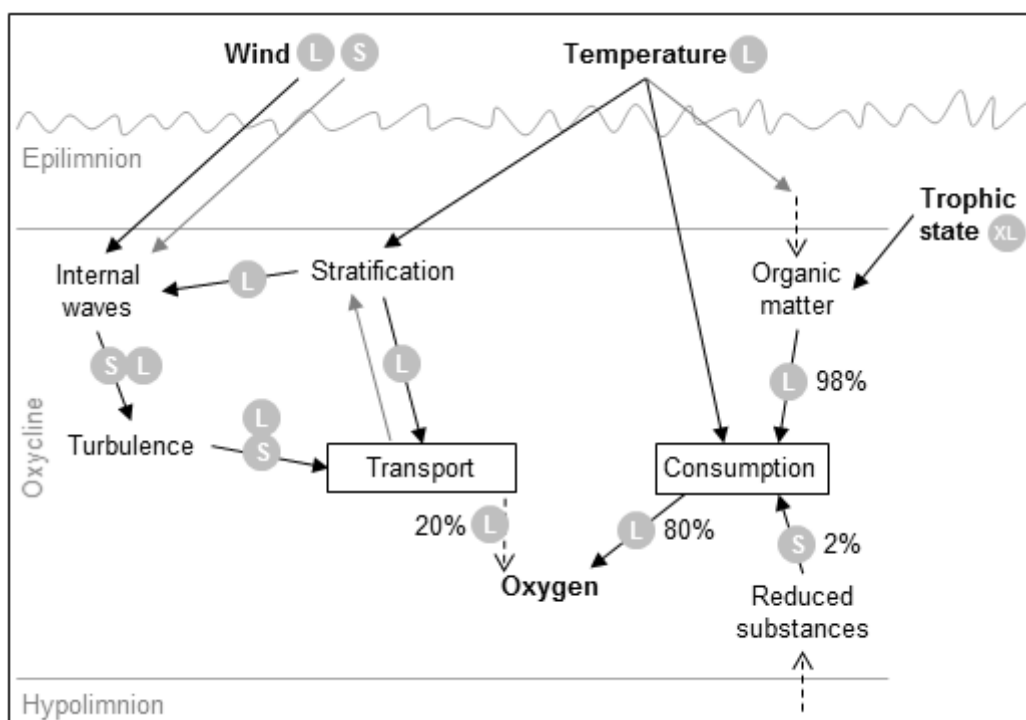 Wind L S
Temperature L
Epilimnion
Trophic
state XL
Internal
waves
L
Stratification
Organic
matter
S L
L
L 98%
Oxycline
Turbulence
L
S
Transport
Consumption
20% L
L 80%
S 2%
Oxygen
Reduced
substances
Hypolimnion